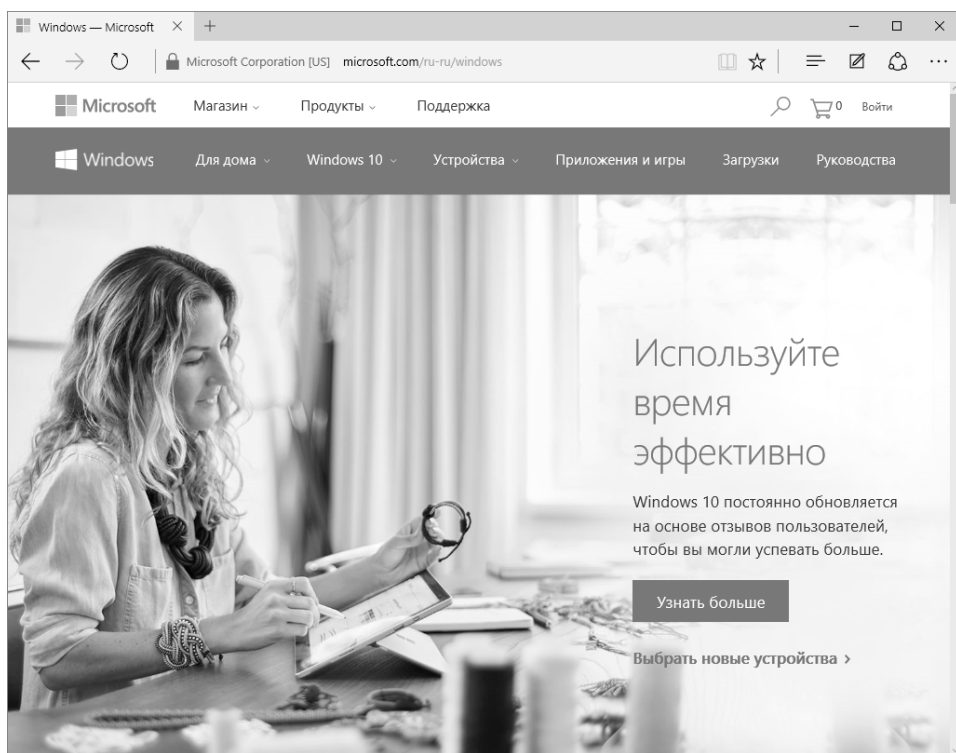 Windows — Microsoft
Microsoft Corporation [US] microsoft.com/ru-ru/windows
Microsoft Магазин Продукты Поддержка 0 Войти
Windows Для дома Windows 10 Устройства Приложения и игры Загрузки Руководства
Используйте
время
эффективно
Windows 10 постоянно обновляется
на основе отзывов пользователей,
чтобы вы могли успевать больше.
Узнать больше
Выбрать новые устройства